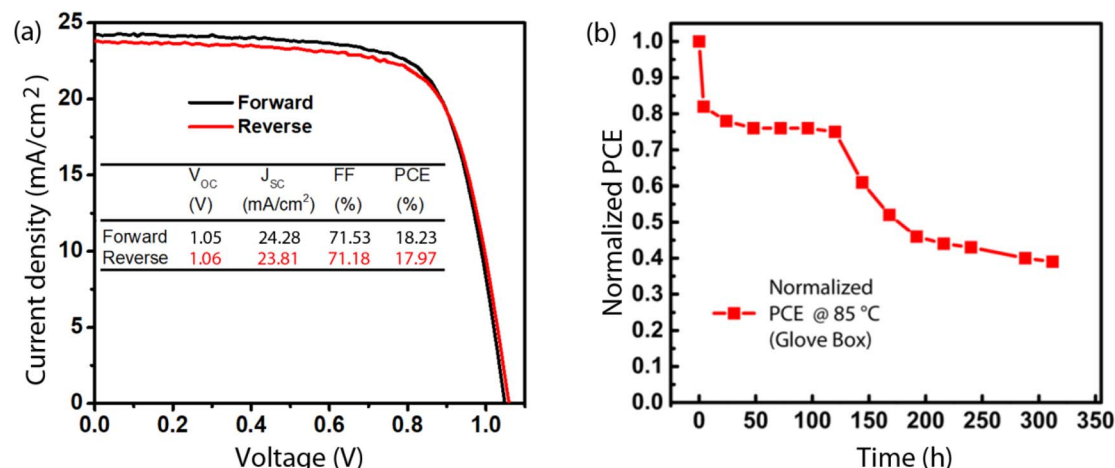 (a)
Current density (mA/cm²)
25
20
15
10
5
0
0.0 0.2 0.4 0.6 0.8 1.0
Voltage (V)
Forward
Reverse
V_OC J_SC FF PCE
(V) (mA/cm²) (%) (%)
Forward 1.05 24.28 71.53 18.23
Reverse 1.06 23.81 71.18 17.97
(b)
Normalized PCE
1.0
0.9
0.8
0.7
0.6
0.5
0.4
0.3
0.2
0.1
0.0
0 50 100 150 200 250 300 350
Time (h)
Normalized
PCE @ 85 °C
(Glove Box)